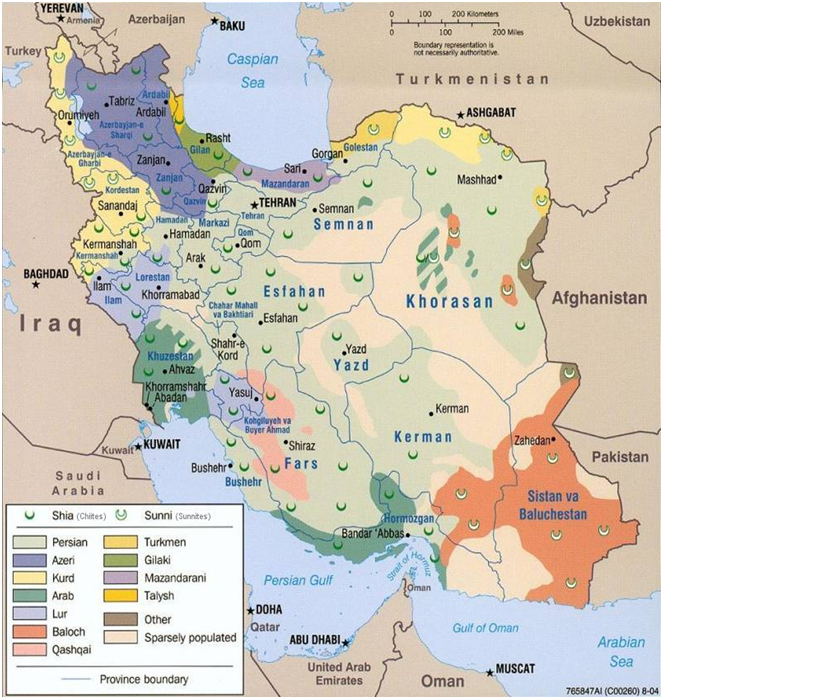 YEREVAN
Armenia
Azerbaijan
BAKU
Turkey
Caspian
Sea
0 100 200 Kilometers
0 100 200 Miles
Boundary representation is
not necessarily authoritative.
Uzbekistan
Turkmenistan
ASHGABAT
Tabriz
Ardabil
Ardabil
Orumiyeh
Azerbayjan-e
Sharqi
Azerbayjan-e
Gharbi
Rasht
Gilan
Zanjan
Zanjan
Golestan
Gorgan
Sari
Mazandaran
Mashhad
Qazvin
Qazvin
Kordestan
Sanandaj
TEHRAN
Tehran
Semnan
Semnan
Hamadan
Markazi
Hamadan
Qom
Qom
Kermanshah
Kermanshah
Arak
BAGHDAD
Ilam
Ilam
Lorestan
Khorramabad
Esfahan
Khorasan
Afghanistan
Iraq
Chahar Mahall
va Bakhtiari
Esfahan
Shahr-e
Kord
Yazd
Yazd
Khuzestan
Ahvaz
Khorramshahr
Abadan
Yasuj
Kohgiluyeh va
Buyer Ahmad
Kerman
Kerman
Zahedan
Shiraz
Fars
KUWAIT
Kuwait
Bushehr
Bushehr
Pakistan
Saudi
Arabia
Sistan va
Baluchestan
Hormozgan
Bandar 'Abbas
Strait of Hormuz
Persian Gulf
Oman
DOHA
Qatar
ABU DHABI
United Arab
Emirates
Gulf of Oman
Arabian
Sea
MUSCAT
Oman
Shia (Chiites)
Sunni (Sunnites)
Persian
Azeri
Kurd
Arab
Lur
Baloch
Qashqai
Turkmen
Gilaki
Mazandarani
Talysh
Other
Sparsely populated
Province boundary
765847AI (C00260) 8-04